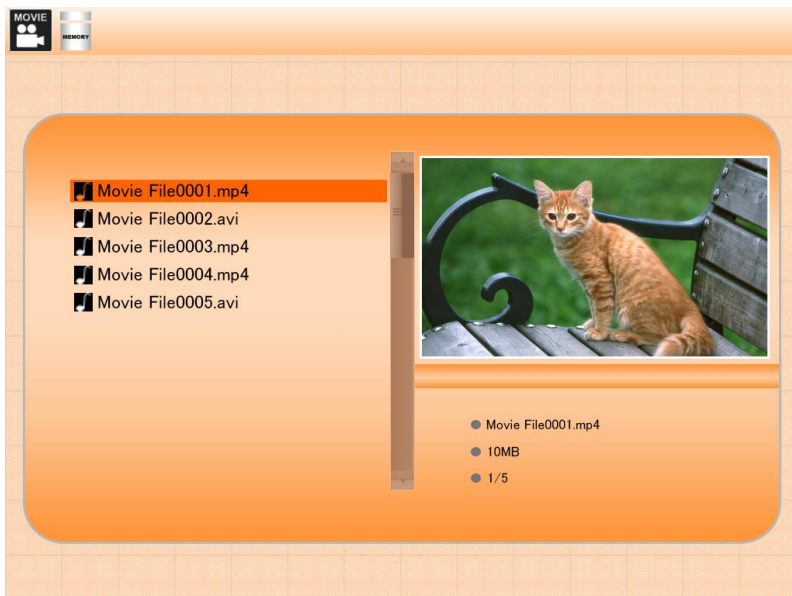 MOVIE
MEMORY
Movie File0001.mp4
Movie File0002.avi
Movie File0003.mp4
Movie File0004.mp4
Movie File0005.avi
Movie File0001.mp4
10MB
1/5